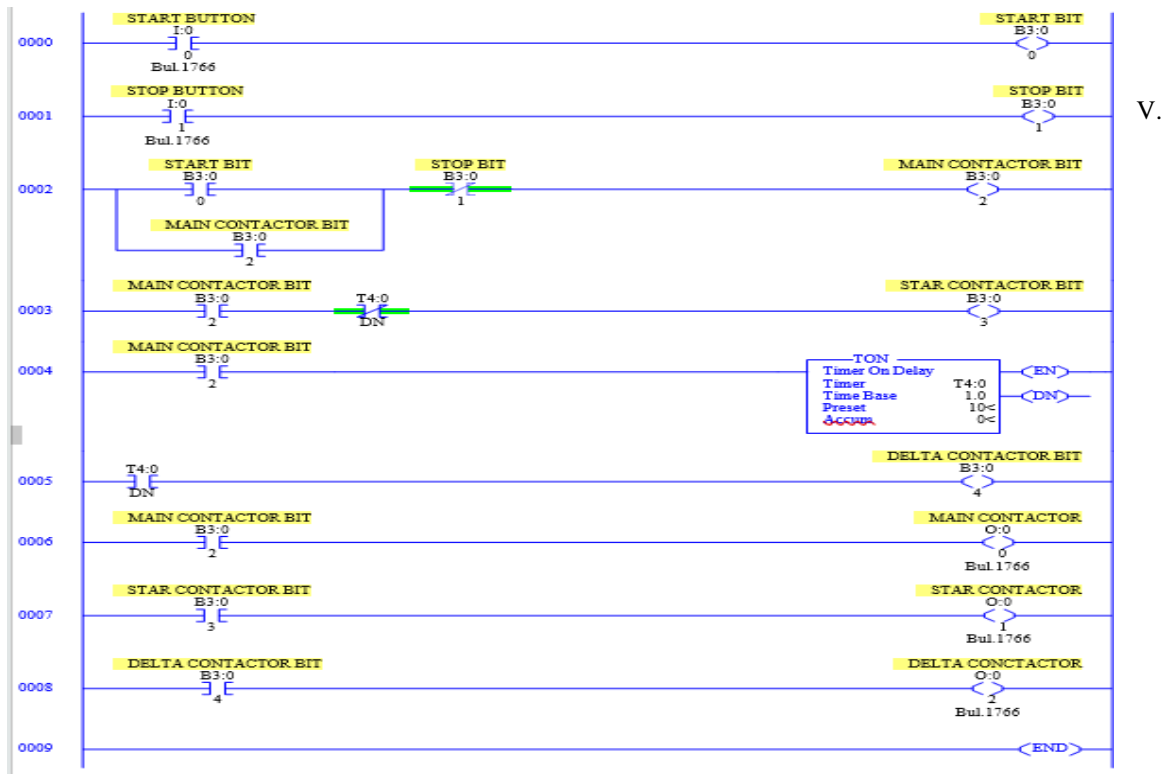 START BUTTON START BIT
I:0 B3:0
0000
0 0
Bul.1766
STOP BUTTON STOP BIT
I:0 B3:0
0001 V.
1 1
Bul.1766
START BIT STOP BIT MAIN CONTACTOR BIT
B3:0 B3:0 B3:0
0002
0 1 2
MAIN CONTACTOR BIT
B3:0
2
MAIN CONTACTOR BIT STAR CONTACTOR BIT
B3:0 T4:0 B3:0
0003
2 DN 3
MAIN CONTACTOR BIT
B3:0 TON
0004 Timer On Delay EN
2 Timer T4:0
Time Base 1.0 DN
Preset 10<
Accum 0<
DELTA CONTACTOR BIT
T4:0 B3:0
0005
DN 4
MAIN CONTACTOR BIT MAIN CONTACTOR
B3:0 O:0
0006
2 0
Bul.1766
STAR CONTACTOR BIT STAR CONTACTOR
B3:0 O:0
0007
3 1
Bul.1766
DELTA CONTACTOR BIT DELTA CONCTACTOR
B3:0 O:0
0008
4 2
Bul.1766
0009 END